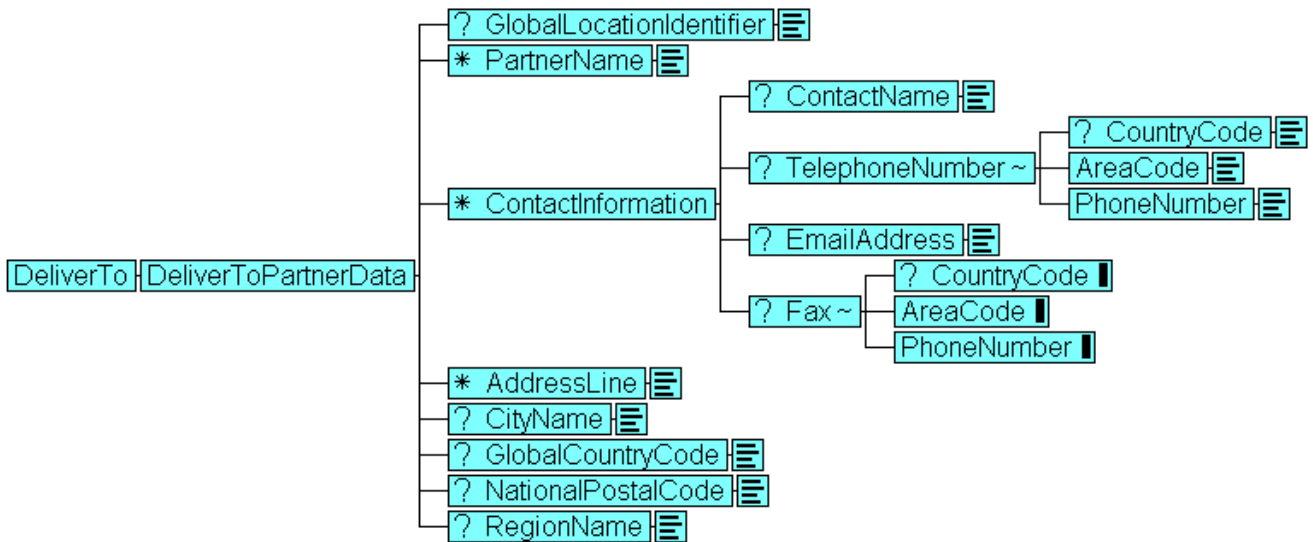 ? GlobalLocationIdentifier
* PartnerName
? ContactName
? CountryCode
? TelephoneNumber ~
AreaCode
PhoneNumber
* ContactInformation
? EmailAddress
DeliverTo DeliverToPartnerData
? CountryCode
? Fax ~
AreaCode
PhoneNumber
* AddressLine
? CityName
? GlobalCountryCode
? NationalPostalCode
? RegionName